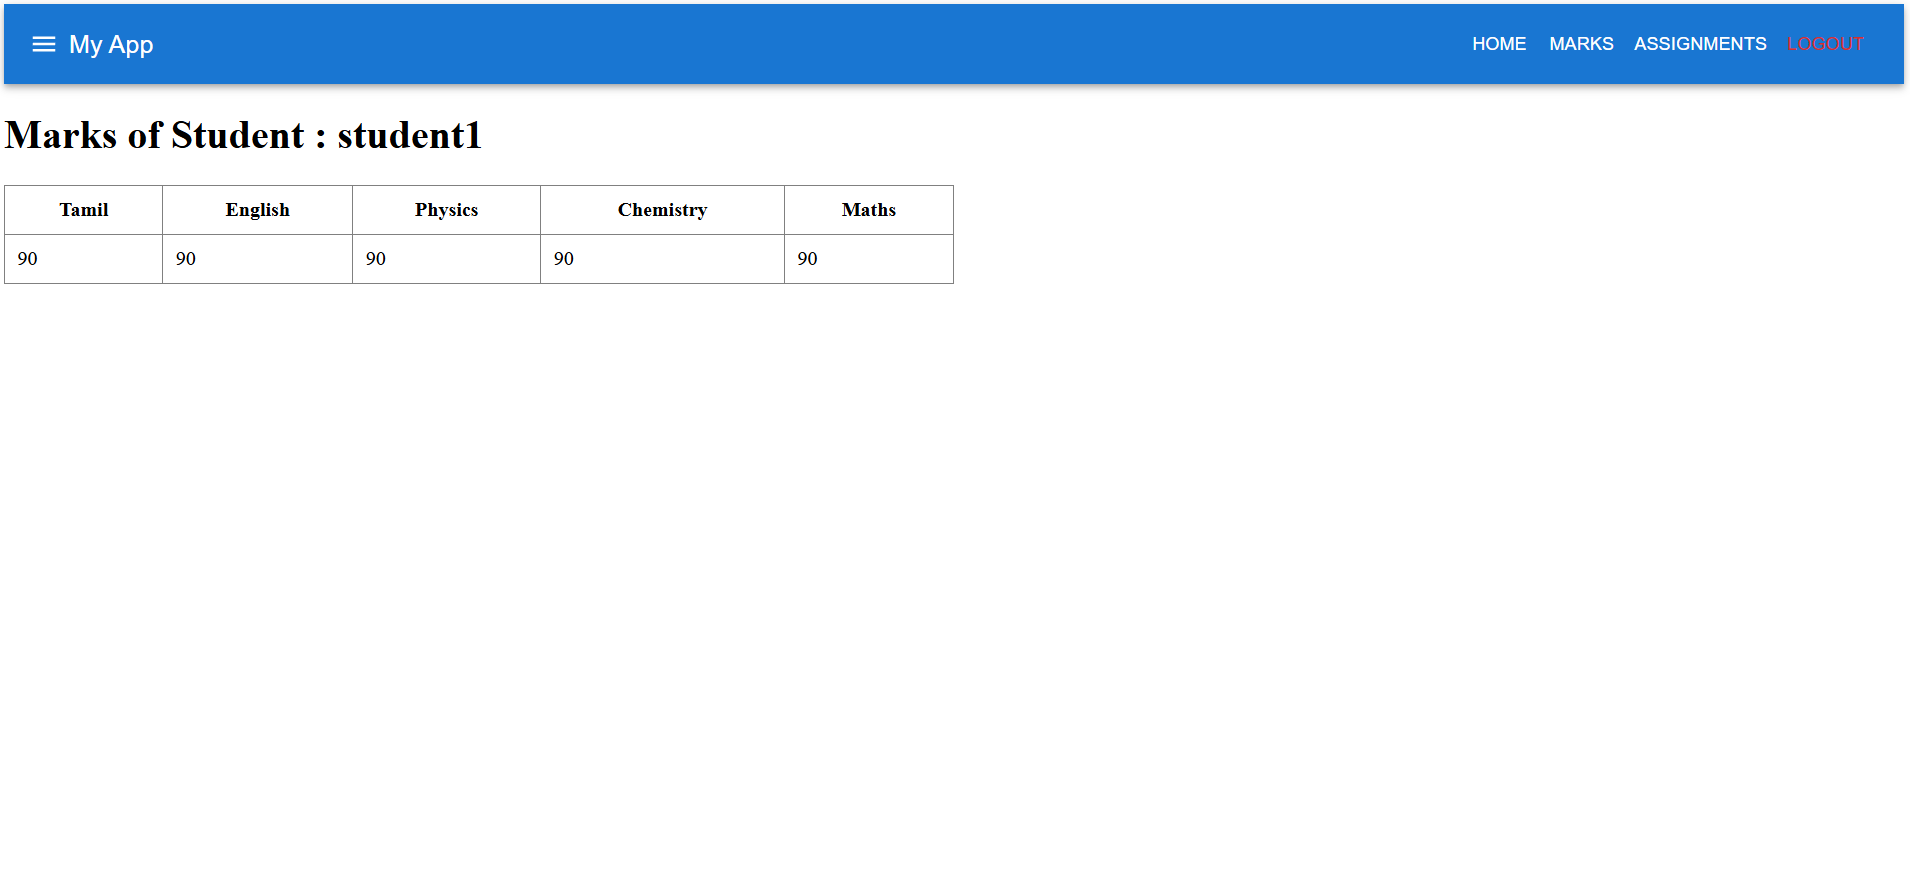 My App HOME MARKS ASSIGNMENTS LOGOUT
Marks of Student : student1
Tamil English Physics Chemistry Maths
90 90 90 90 90